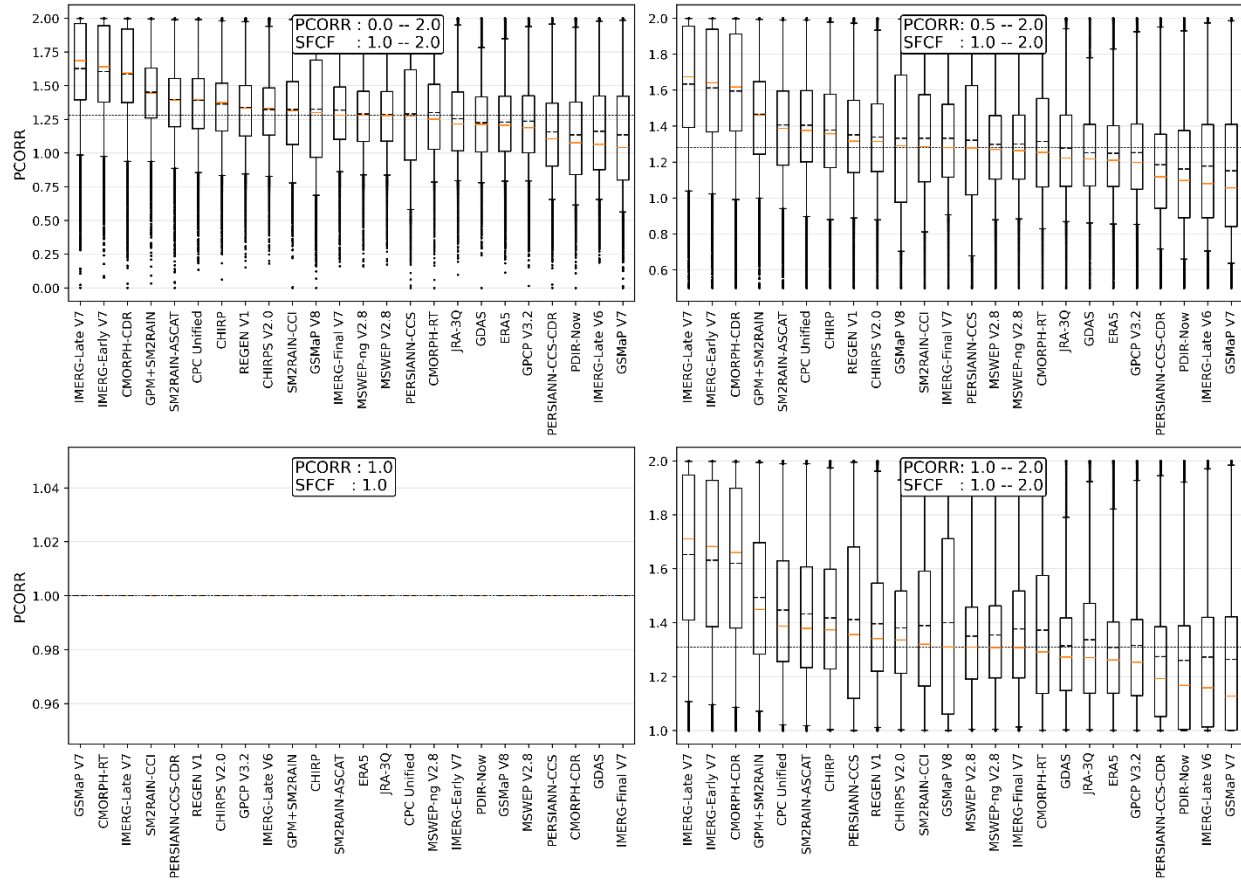 PCORR : 0.0 -- 2.0
SFCF : 1.0 -- 2.0
PCORR
2.00
1.75
1.50
1.25
1.00
0.75
0.50
0.25
0.00
IMERG-Late V7
IMERG-Early V7
CMORPH-CDR
GPM+SM2RAIN
SM2RAIN-ASCAT
CPC Unified
CHIRP
REGEN V1
CHIRPS V2.0
SM2RAIN-CCI
GSMaP V8
IMERG-Final V7
MSWEP-ng V2.8
MSWEP V2.8
PERSIANN-CCS
CMORPH-RT
JRA-3Q
GDAS
ERA5
GPCP V3.2
PERSIANN-CCS-CDR
PDIR-Now
IMERG-Late V6
GSMaP V7
PCORR: 0.5 -- 2.0
SFCF : 1.0 -- 2.0
2.0
1.8
1.6
1.4
1.2
1.0
0.8
0.6
IMERG-Late V7
IMERG-Early V7
CMORPH-CDR
GPM+SM2RAIN
SM2RAIN-ASCAT
CPC Unified
CHIRP
REGEN V1
CHIRPS V2.0
GSMaP V8
SM2RAIN-CCI
IMERG-Final V7
PERSIANN-CCS
MSWEP V2.8
MSWEP-ng V2.8
CMORPH-RT
JRA-3Q
GDAS
ERA5
GPCP V3.2
PERSIANN-CCS-CDR
PDIR-Now
IMERG-Late V6
GSMaP V7
PCORR : 1.0
SFCF : 1.0
PCORR
1.04
1.02
1.00
0.98
0.96
GSMaP V7
CMORPH-RT
IMERG-Late V7
SM2RAIN-CCI
PERSIANN-CCS-CDR
REGEN V1
CHIRPS V2.0
GPCP V3.2
IMERG-Late V6
GPM+SM2RAIN
CHIRP
SM2RAIN-ASCAT
ERA5
JRA-3Q
CPC Unified
MSWEP-ng V2.8
IMERG-Early V7
PDIR-Now
GSMaP V8
MSWEP V2.8
PERSIANN-CCS
CMORPH-CDR
GDAS
IMERG-Final V7
PCORR: 1.0 -- 2.0
SFCF : 1.0 -- 2.0
2.0
1.8
1.6
1.4
1.2
1.0
IMERG-Late V7
IMERG-Early V7
CMORPH-CDR
GPM+SM2RAIN
CPC Unified
SM2RAIN-ASCAT
CHIRP
PERSIANN-CCS
REGEN V1
CHIRPS V2.0
SM2RAIN-CCI
GSMaP V8
MSWEP V2.8
MSWEP-ng V2.8
IMERG-Final V7
CMORPH-RT
GDAS
JRA-3Q
ERA5
GPCP V3.2
PERSIANN-CCS-CDR
PDIR-Now
IMERG-Late V6
GSMaP V7